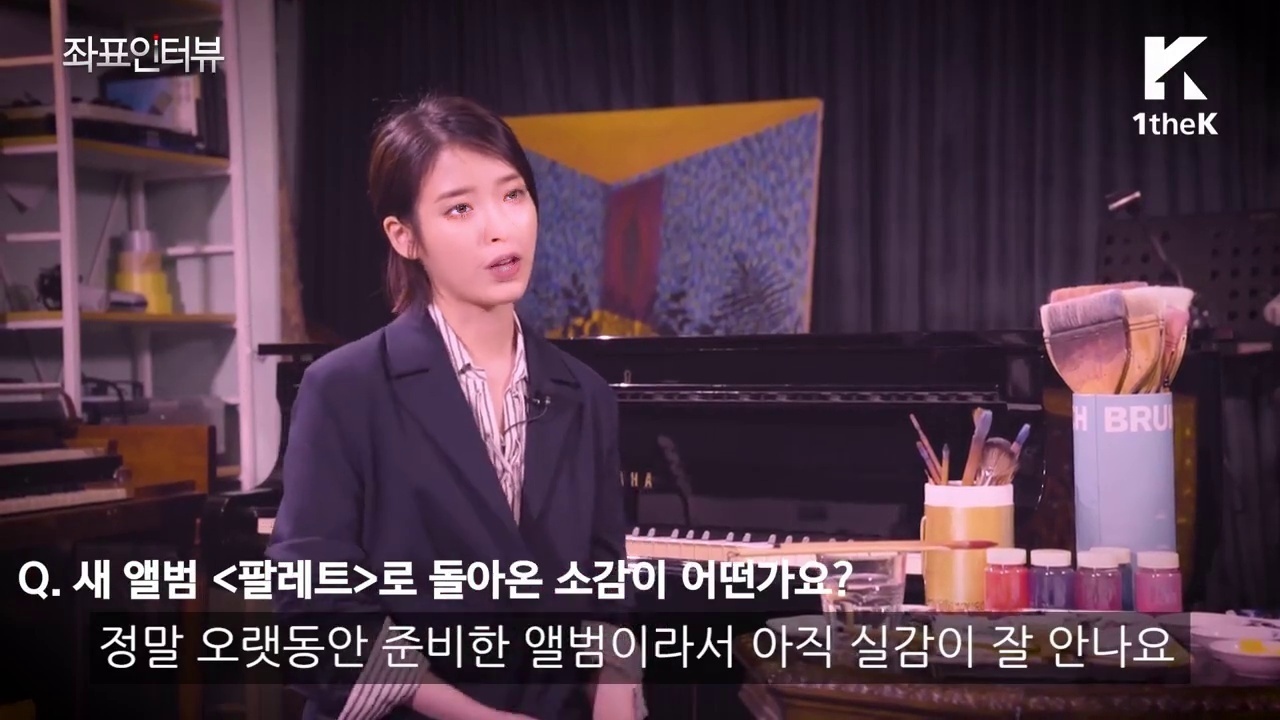 좌표인터뷰
1theK
BRU
Q. 새 앨범 <팔레트>로 돌아온 소감이 어떤가요?
정말 오랫동안 준비한 앨범이라서 아직 실감이 잘 안나요